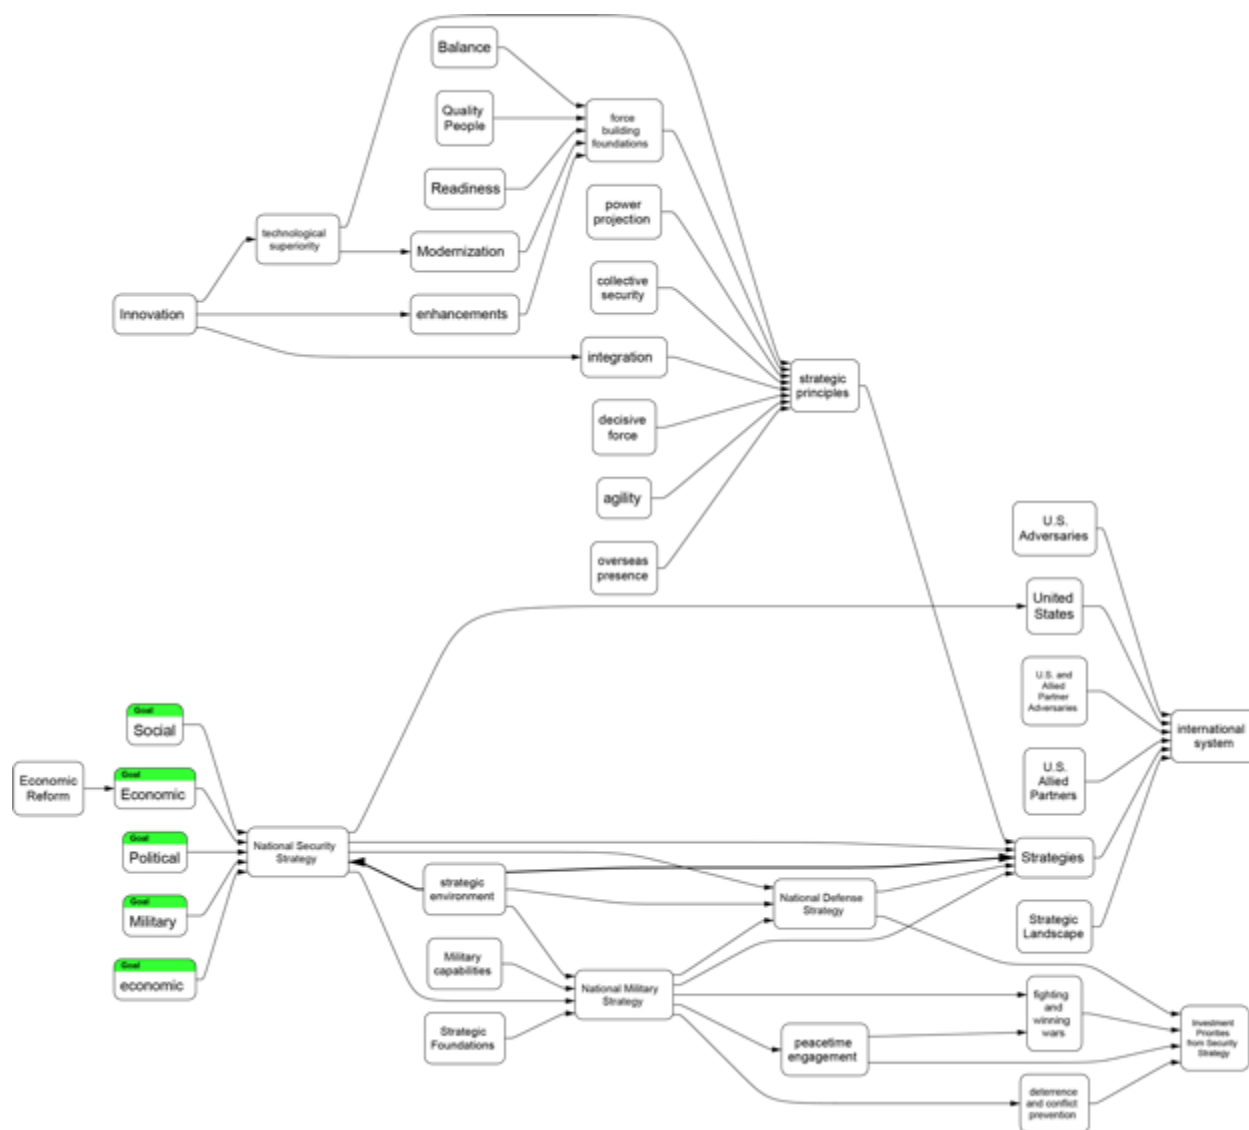 Balance
Quality
People
force
building
foundations
Readiness
power
projection
technological
superiority
Modernization
collective
security
Innovation
enhancements
integration
strategic
principles
decisive
force
agility
U.S.
Adversaries
overseas
presence
United
States
U.S. and
Allied
Partner
Adversaries
Goal
Social
international
system
Economic
Reform
Goal
Economic
U.S.
Allied
Partners
Goal
Political
National Security
Strategy
Strategies
strategic
environment
National Defense
Strategy
Goal
Military
Strategic
Landscape
Military
capabilities
Goal
economic
National Military
Strategy
fighting
and
winning
wars
Strategic
Foundations
peacetime
engagement
Investment
Priorities
from Security
Strategy
deterrence
and conflict
prevention